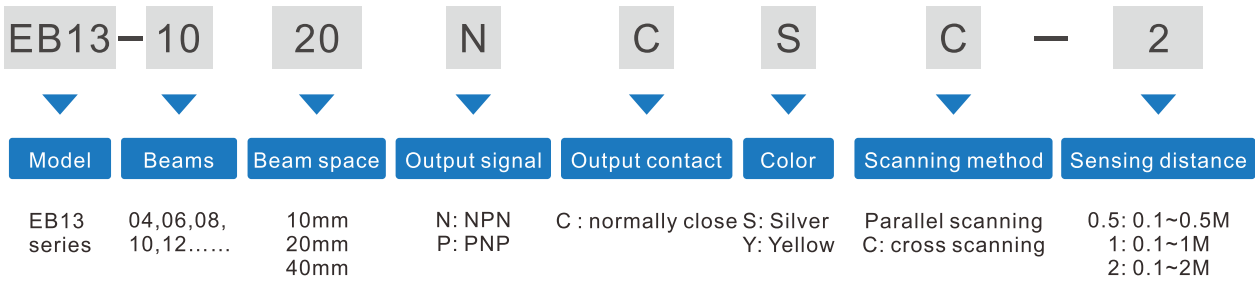 EB13-10 20 N C S C - 2
Model Beams Beam space Output signal Output contact Color Scanning method Sensing distance
EB13 04,06,08, 10mm N: NPN C : normally close S: Silver Parallel scanning 0.5: 0.1~0.5M
series 10,12...... 20mm P: PNP Y: Yellow C: cross scanning 1: 0.1~1M
40mm 2: 0.1~2M